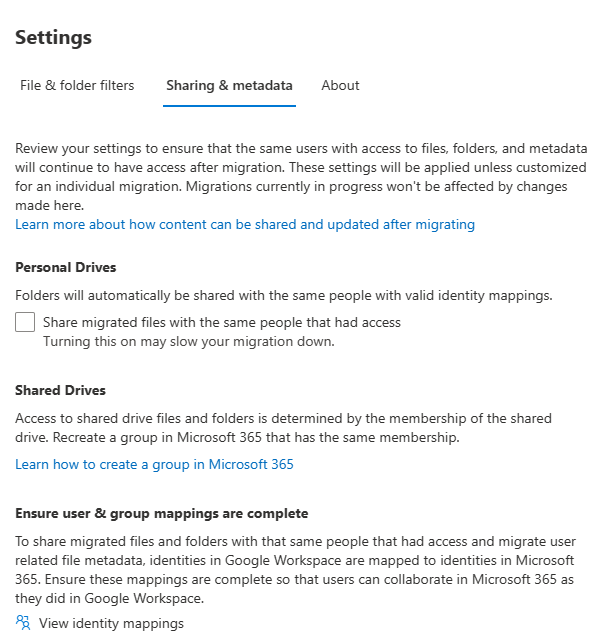 Settings
File & folder filters Sharing & metadata About
Review your settings to ensure that the same users with access to files, folders, and metadata
will continue to have access after migration. These settings will be applied unless customized
for an individual migration. Migrations currently in progress won't be affected by changes
made here.
Learn more about how content can be shared and updated after migrating
Personal Drives
Folders will automatically be shared with the same people with valid identity mappings.
Share migrated files with the same people that had access
Turning this on may slow your migration down.
Shared Drives
Access to shared drive files and folders is determined by the membership of the shared
drive. Recreate a group in Microsoft 365 that has the same membership.
Learn how to create a group in Microsoft 365
Ensure user & group mappings are complete
To share migrated files and folders with that same people that had access and migrate user
related file metadata, identities in Google Workspace are mapped to identities in Microsoft
365. Ensure these mappings are complete so that users can collaborate in Microsoft 365 as
they did in Google Workspace.
View identity mappings